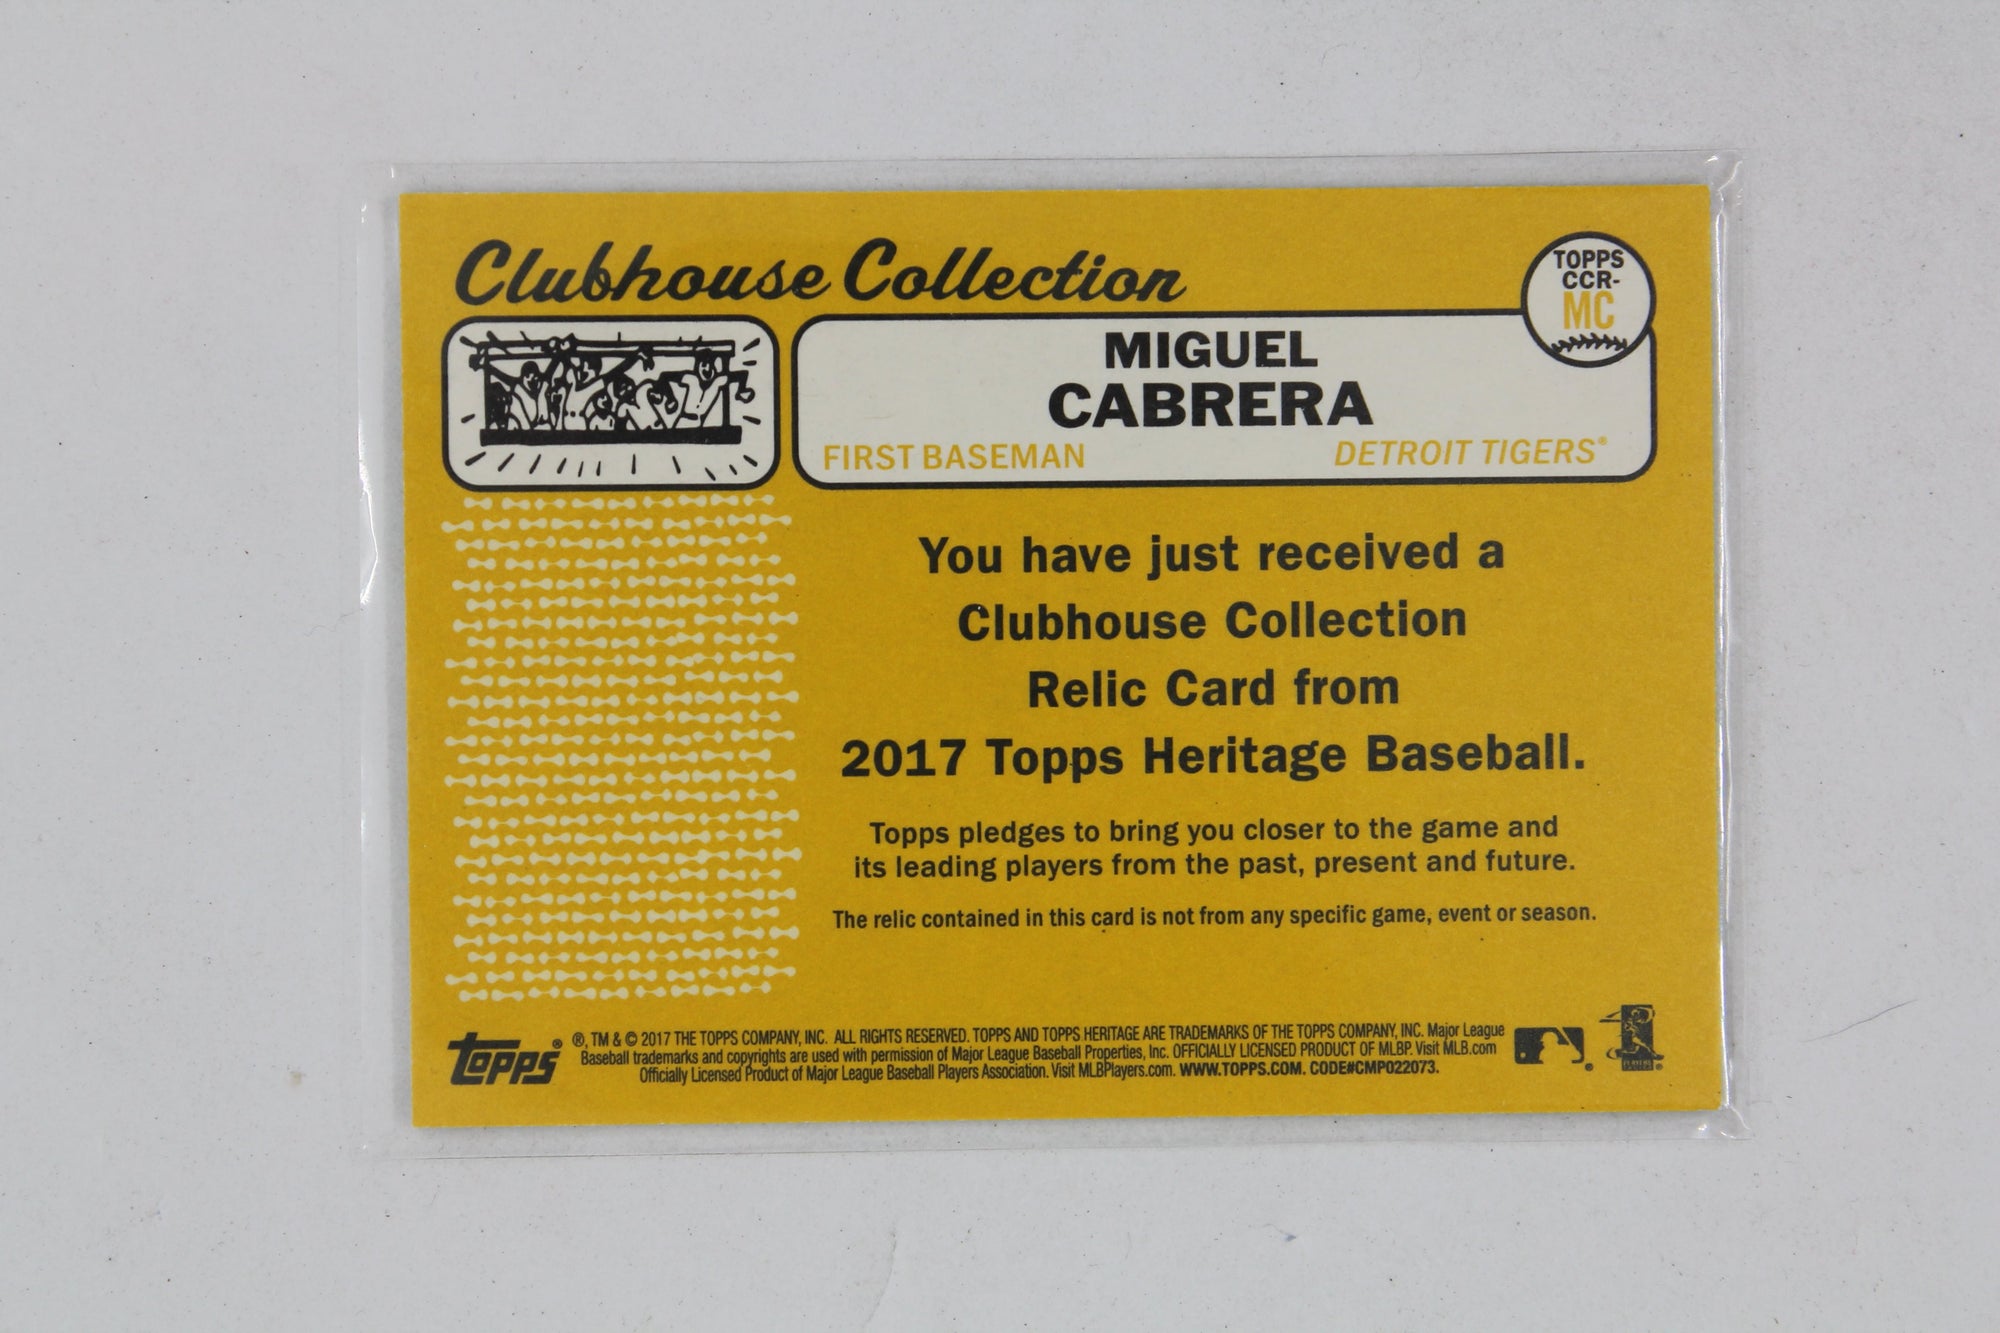 Clubhouse Collection
TOPPS
CCR-
MC
MIGUEL
CABRERA
FIRST BASEMAN
DETROIT TIGERS®
You have just received a
Clubhouse Collection
Relic Card from
2017 Topps Heritage Baseball.
Topps pledges to bring you closer to the game and
its leading players from the past, present and future.
The relic contained in this card is not from any specific game, event or season.
topps®
®, TM & © 2017 THE TOPPS COMPANY, INC. ALL RIGHTS RESERVED. TOPPS AND TOPPS HERITAGE ARE TRADEMARKS OF THE TOPPS COMPANY, INC. Major League
Baseball trademarks and copyrights are used with permission of Major League Baseball Properties, Inc. OFFICIALLY LICENSED PRODUCT OF MLBP. Visit MLB.com
Officially Licensed Product of Major League Baseball Players Association. Visit MLBPlayers.com. WWW.TOPPS.COM. CODE#CMP022073.